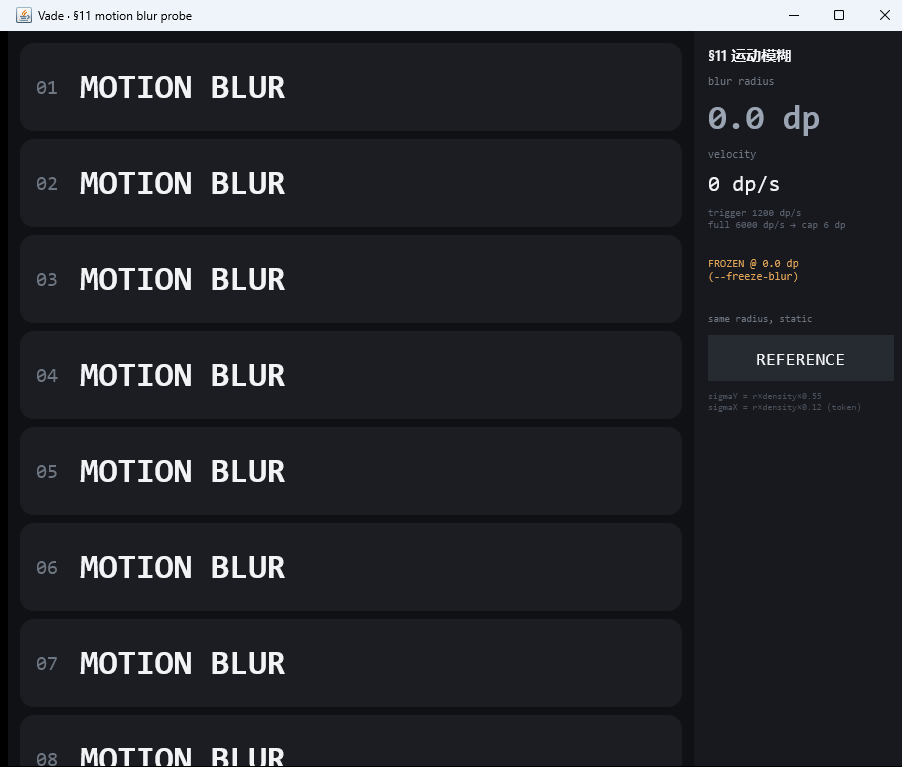 Vade · §11 motion blur probe
01 MOTION BLUR
02 MOTION BLUR
03 MOTION BLUR
04 MOTION BLUR
05 MOTION BLUR
06 MOTION BLUR
07 MOTION BLUR
08 MOTION BLUR
§11 运动模糊
blur radius
0.0 dp
velocity
0 dp/s
trigger 1200 dp/s
full 6000 dp/s → cap 6 dp
FROZEN @ 0.0 dp
(--freeze-blur)
same radius, static
REFERENCE
sigmaY = r×density×0.55
sigmaX = r×density×0.12 (token)